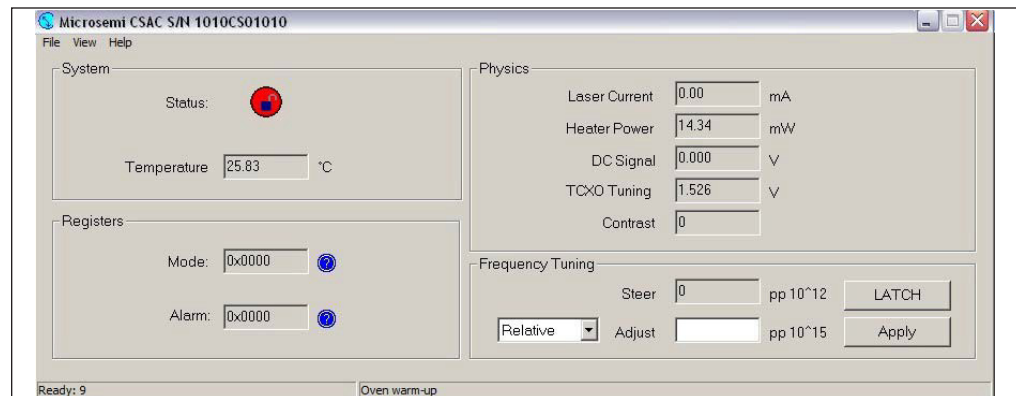 Microsemi CSAC S/N 1010CS01010
File View Help
System
Status:
Temperature 25.83 °C
Registers
Mode: 0x0000 ?
Alarm: 0x0000 ?
Physics
Laser Current 0.00 mA
Heater Power 14.34 mW
DC Signal 0.000 V
TCXO Tuning 1.526 V
Contrast 0
Frequency Tuning
Steer 0 pp 10^12 LATCH
Relative Adjust pp 10^15 Apply
Ready: 9 Oven warm-up